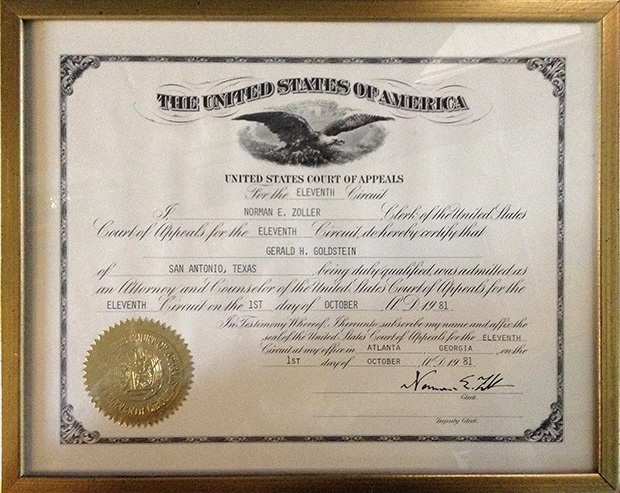 THE UNITED STATES OF AMERICA
UNITED STATES COURT OF APPEALS
For the ELEVENTH Circuit
I NORMAN E. ZOLLER Clerk of the United States
Court of Appeals for the ELEVENTH Circuit, do hereby certify that
GERALD H. GOLDSTEIN
of SAN ANTONIO, TEXAS, being duly qualified, was admitted as
an Attorney and Counselor of the United States Court of Appeals for the
ELEVENTH Circuit on the 1ST day of OCTOBER A.D. 1981.
In Testimony Whereof, I hereunto subscribe my name and affix the
seal of the United States Court of Appeals for the ELEVENTH
Circuit at my office in ATLANTA GEORGIA, on the
1ST day of OCTOBER, A.D. 1981.
Clerk.
Deputy Clerk.